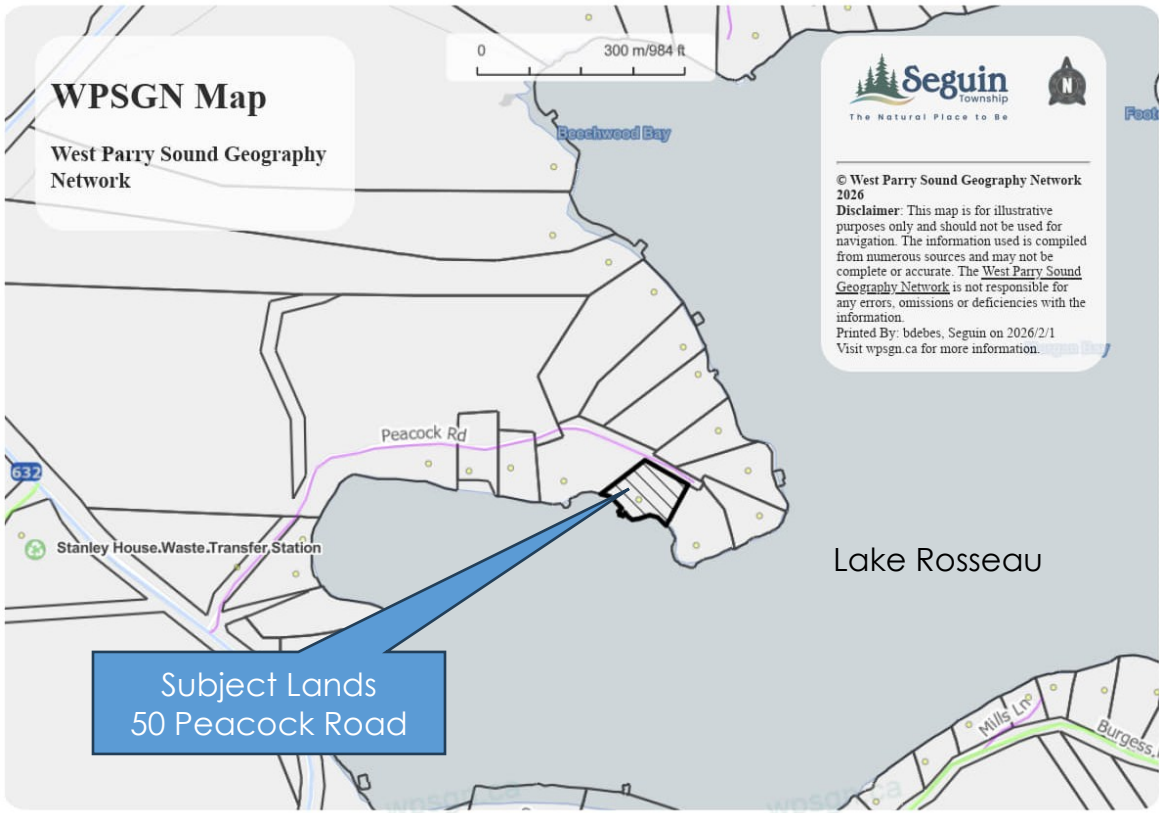 WPSGN Map
West Parry Sound Geography
Network
0 300 m/984 ft
Seguin
Township
The Natural Place to Be
N
© West Parry Sound Geography Network
2026
Disclaimer: This map is for illustrative
purposes only and should not be used for
navigation. The information used is compiled
from numerous sources and may not be
complete or accurate. The West Parry Sound
Geography Network is not responsible for
any errors, omissions or deficiencies with the
information.
Printed By: bdebes, Seguin on 2026/2/1
Visit wpsgn.ca for more information.
Bay
Beechwood Bay
Peacock Rd
632
Stanley House Waste Transfer Station
Lake Rosseau
Subject Lands
50 Peacock Road
Mills Ln
Burgess
wpsgn.ca
wpsgn.ca